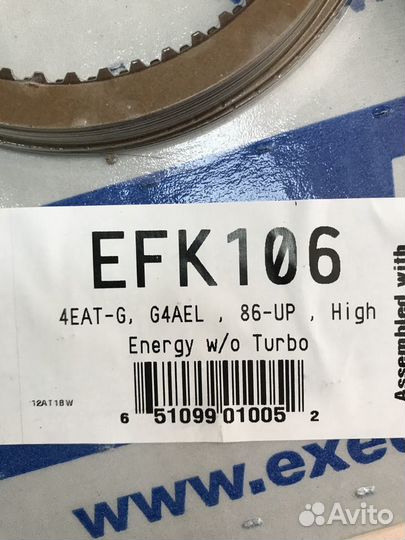 EFK106
4EAT-G, G4AEL , 86-UP , High
Energy w/o Turbo
12AT18W
6 51099 01005 2
Assembled with
www.exe
Avito